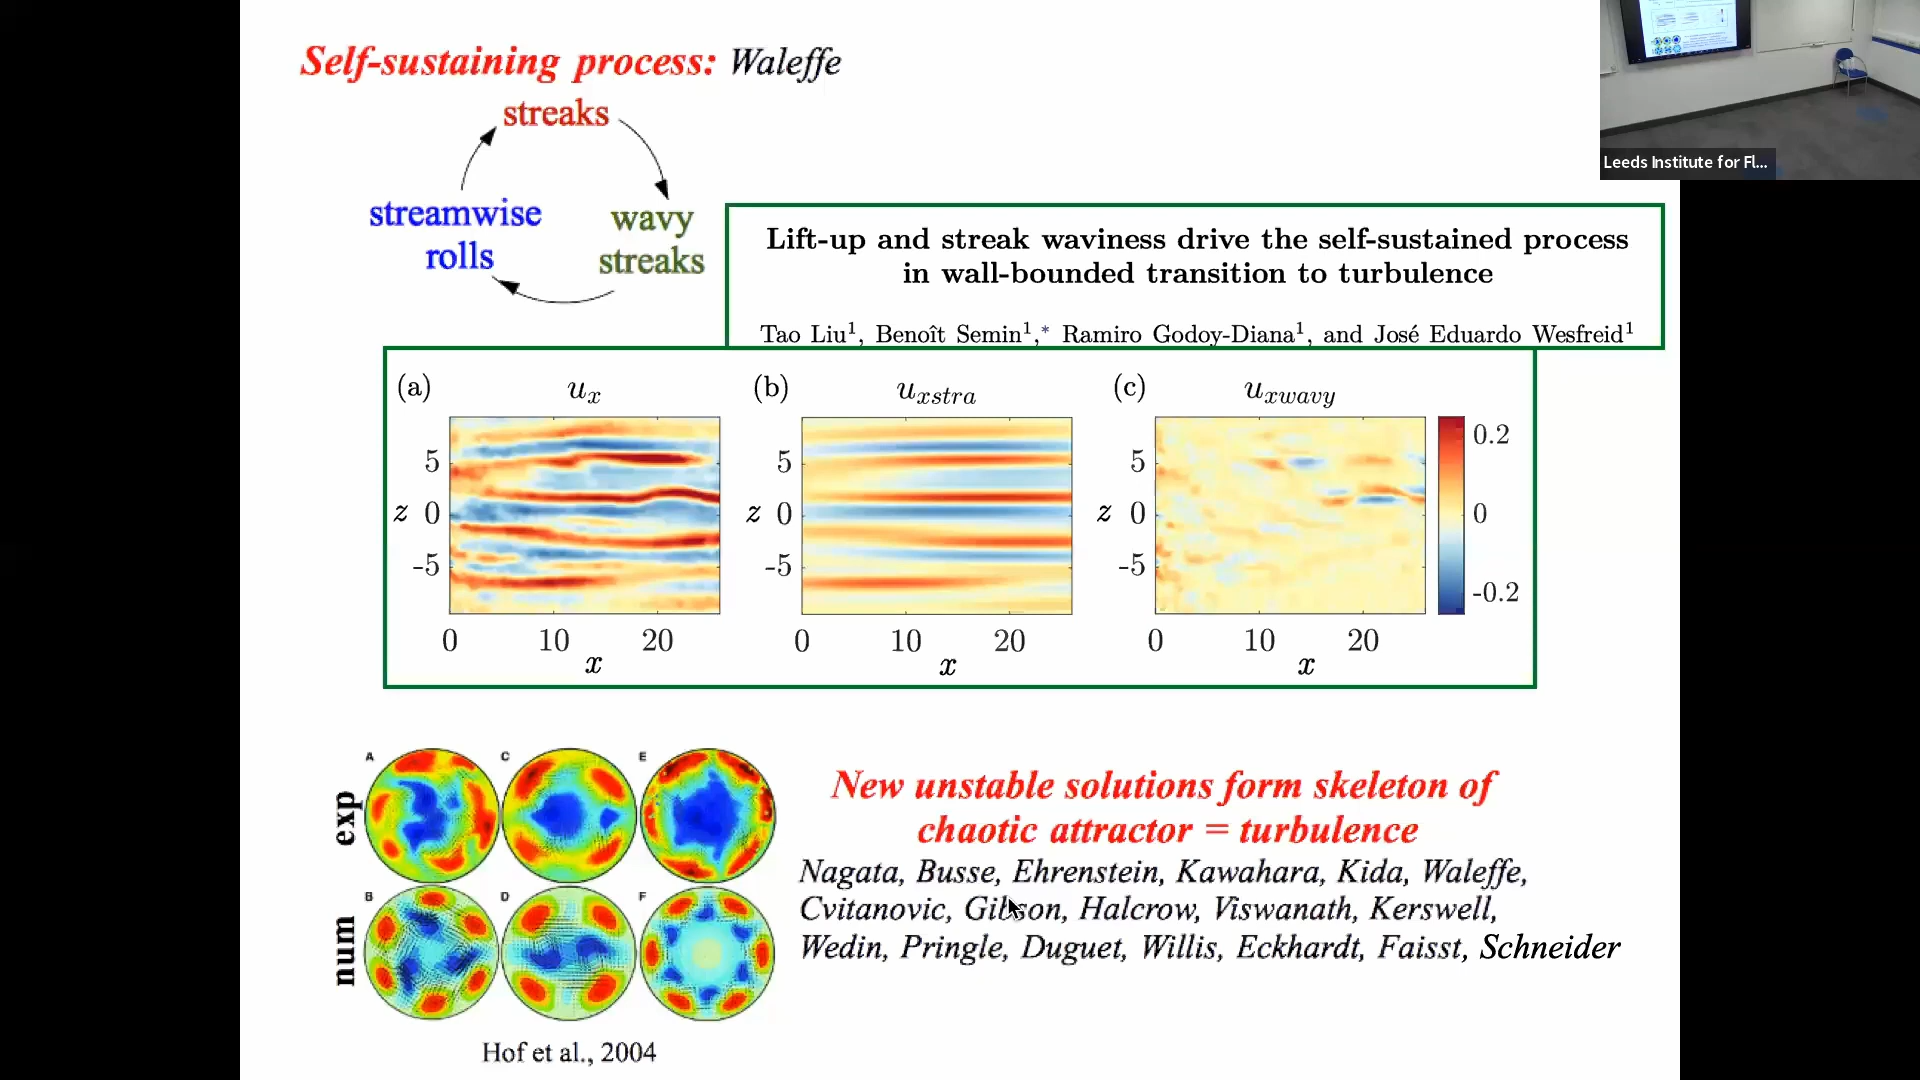 Self-sustaining process: Waleffe
streaks
streamwise
rolls
wavy
streaks
Leeds Institute for Fl...
Lift-up and streak waviness drive the self-sustained process
in wall-bounded transition to turbulence
Tao Liu¹, Benoît Semin¹,* Ramiro Godoy-Diana¹, and José Eduardo Wesfreid¹
(a) uₓ
z
5
0
-5
0 10 20
x
(b) u_{xstra}
z
5
0
-5
0 10 20
x
(c) u_{xwavy}
z
5
0
-5
0 10 20
x
0.2
0
-0.2
exp
A C E
num
B D F
Hof et al., 2004
New unstable solutions form skeleton of
chaotic attractor = turbulence
Nagata, Busse, Ehrenstein, Kawahara, Kida, Waleffe,
Cvitanovic, Gibson, Halcrow, Viswanath, Kerswell,
Wedin, Pringle, Duguet, Willis, Eckhardt, Faisst, Schneider